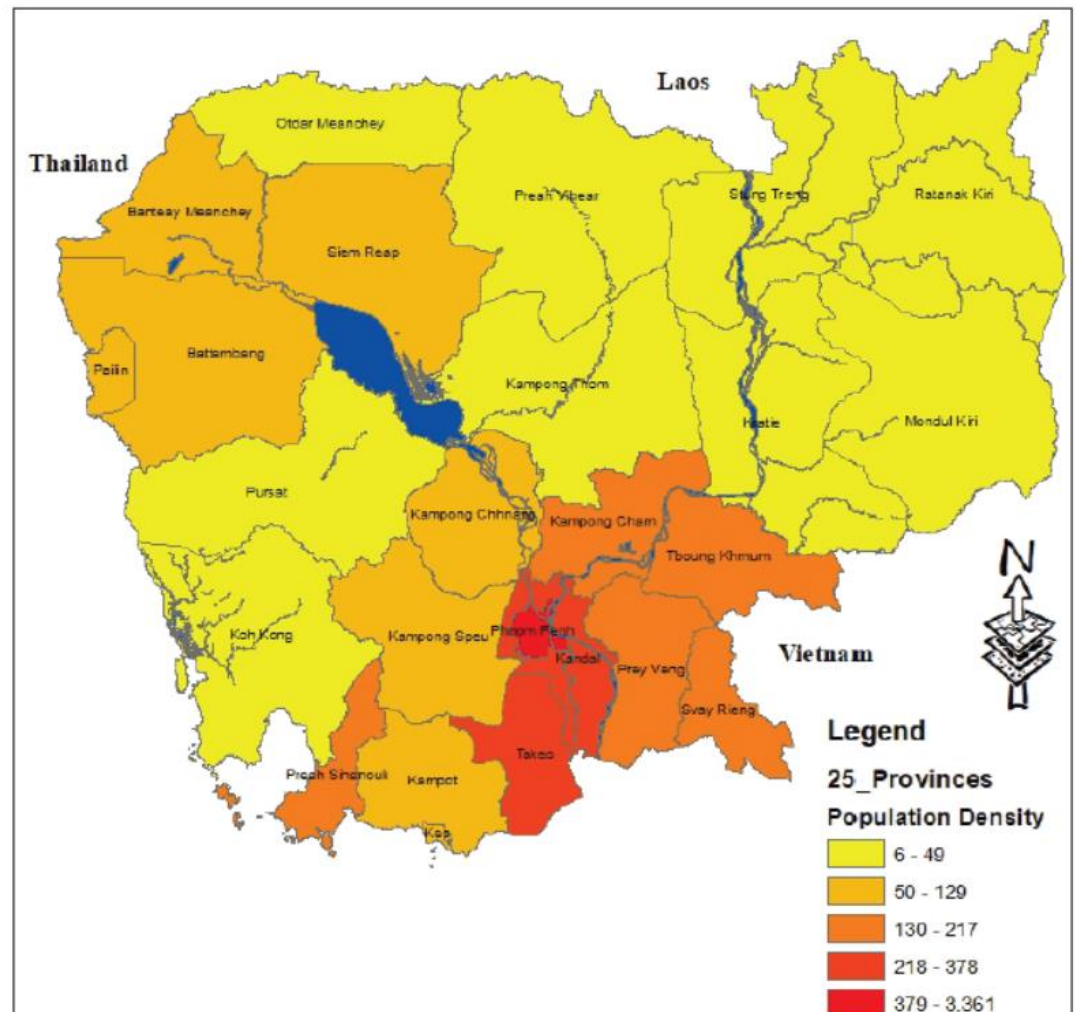 Laos
Otdar Meanchey
Thailand
Preah Vihear
Stung Treng
Ratanak Kiri
Banteay Meanchey
Siem Reap
Battambang
Pailin
Kampong Thom
Kratie
Mondul Kiri
Pursat
Kampong Chhnang
Kampong Cham
Tboung Khmum
N
Koh Kong
Kampong Speu
Phnom Penh
Kandal
Prey Veng
Vietnam
Svay Rieng
Takeo
Preah Sihanouk
Kampot
Kep
Legend
25_Provinces
Population Density
6 - 49
50 - 129
130 - 217
218 - 378
379 - 3.361